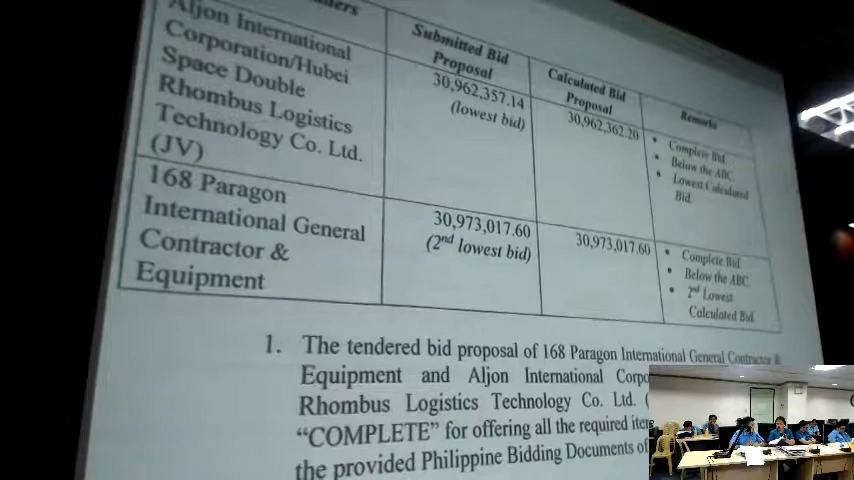 Submitted Bid
Proposal
Calculated Bid
Proposal
Remarks
Aljon International
Corporation/Hubei
Space Double
Rhombus Logistics
Technology Co. Ltd.
(JV)
30,962,357.14
(lowest bid)
30,962,362.20
• Complete Bid.
• Below the ABC.
• Lowest Calculated
Bid.
168 Paragon
International General
Contractor &
Equipment
30,973,017.60
(2nd lowest bid)
30,973,017.60
• Complete Bid.
• Below the ABC.
• 2nd Lowest
Calculated Bid.
1. The tendered bid proposal of 168 Paragon International General Contractor &
Equipment and Aljon International
Rhombus Logistics Technology Co. Ltd. (
“COMPLETE” for offering all the required
the provided Philippine Bidding Documents of